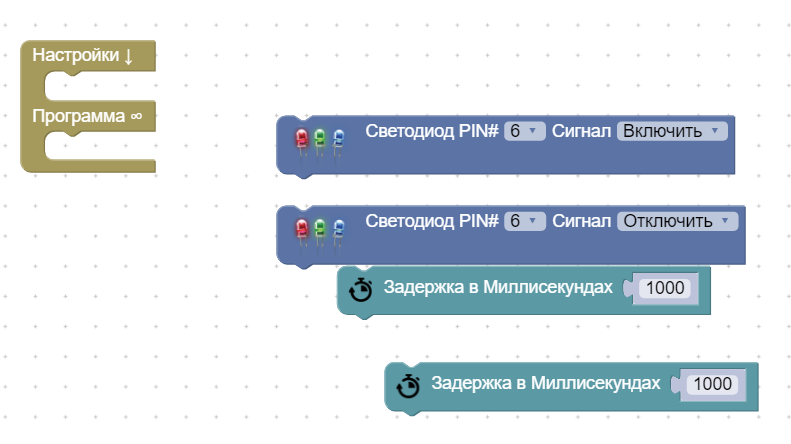 Настройки ↓
Программа ∞
Светодиод PIN# 6 Сигнал Включить
Светодиод PIN# 6 Сигнал Отключить
Задержка в Миллисекундах 1000
Задержка в Миллисекундах 1000